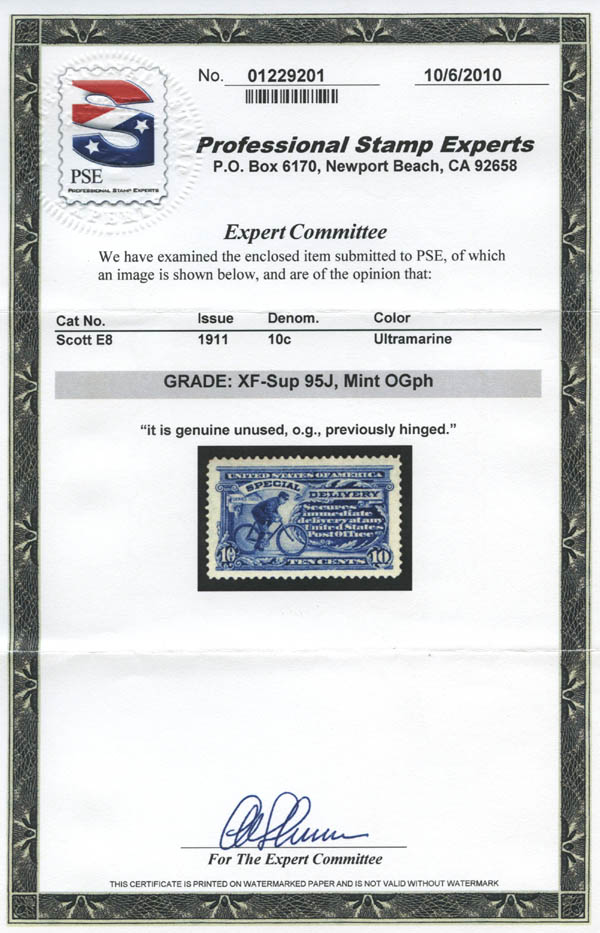 No. 01229201 10/6/2010
PSE
PROFESSIONAL STAMP EXPERTS
Professional Stamp Experts
P.O. Box 6170, Newport Beach, CA 92658
Expert Committee
We have examined the enclosed item submitted to PSE, of which
an image is shown below, and are of the opinion that:
Cat No. Issue Denom. Color
Scott E8 1911 10c Ultramarine
GRADE: XF-Sup 95J, Mint OGph
“it is genuine unused, o.g., previously hinged.”
UNITED STATES OF AMERICA
SPECIAL DELIVERY
Secures
immediate
delivery at any
United States
Post Office
10 TEN CENTS 10
For The Expert Committee
THIS CERTIFICATE IS PRINTED ON WATERMARKED PAPER AND IS NOT VALID WITHOUT WATERMARK